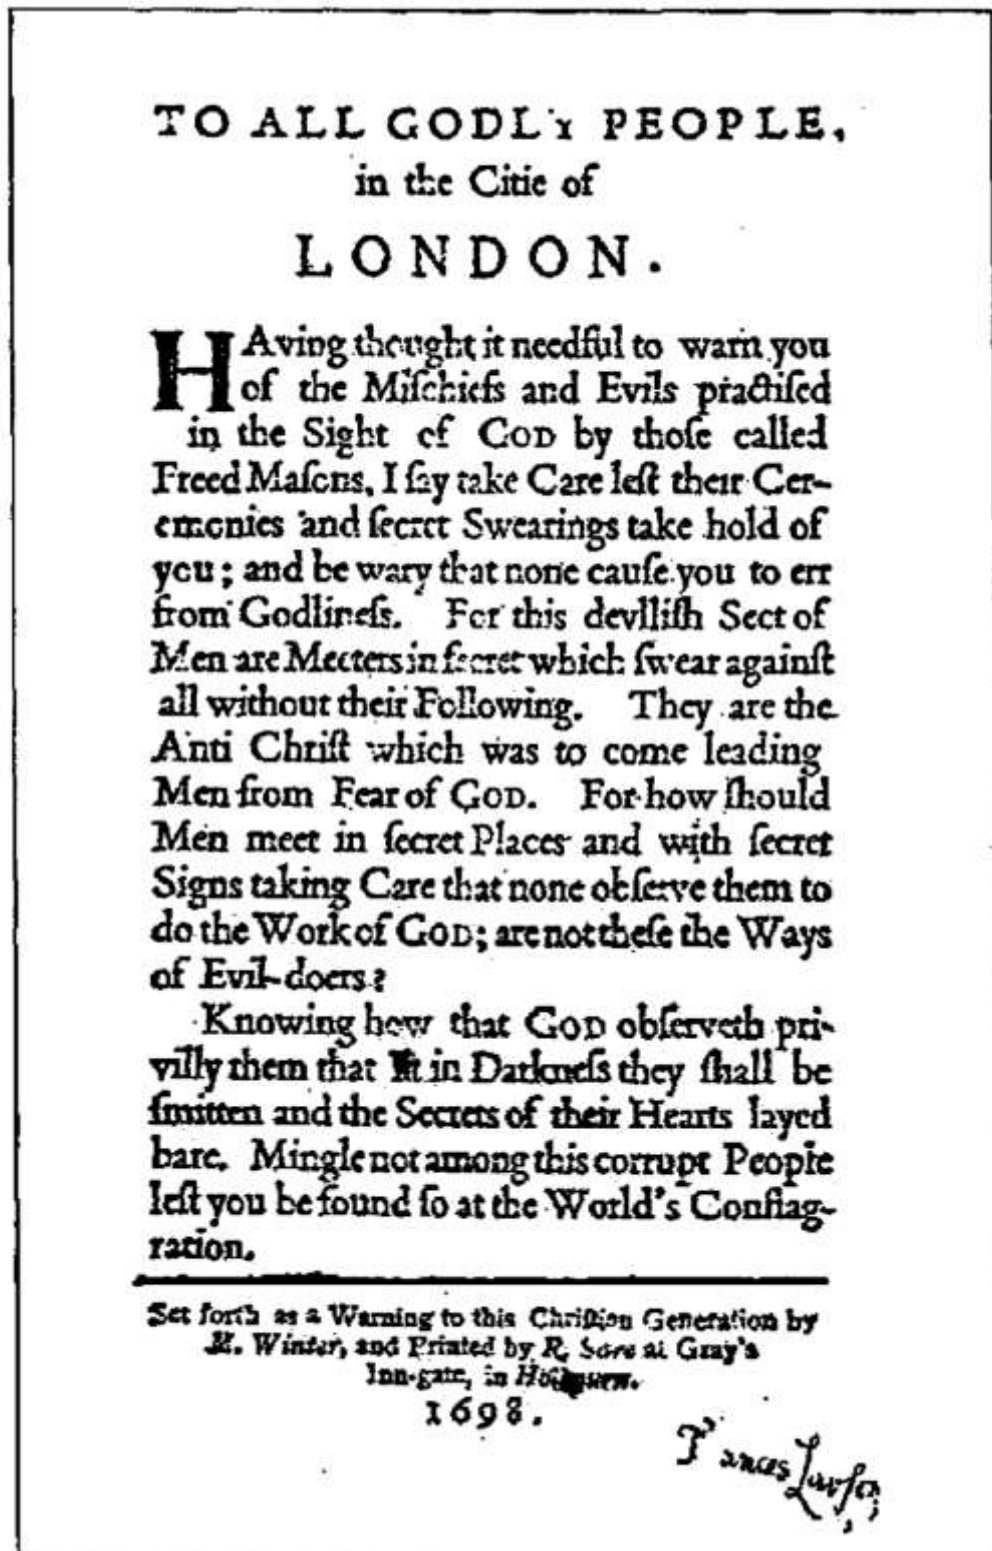 TO ALL GODLY PEOPLE,
in the Citie of
LONDON.
HAving thought it needful to warn you
of the Miſchiefs and Evils practiſed
in the Sight of GOD by thoſe called
Freed Maſons, I ſay take Care leſt their Cer-
emonies and ſecret Swearings take hold of
you; and be wary that none cauſe you to err
from Godlineſs. For this devlliſh Sect of
Men are Meeters in ſecret which ſwear againſt
all without their Following. They are the
Anti Chriſt which was to come leading
Men from Fear of GOD. For how ſhould
Men meet in ſecret Places and with ſecret
Signs taking Care that none obſerve them to
do the Work of GOD; are not theſe the Ways
of Evil-doers?
Knowing how that GOD obſerveth pri-
villy them that ſit in Darkneſs they ſhall be
ſmitten and the Secrets of their Hearts layed
bare. Mingle not among this corrupt People
leſt you be found ſo at the World's Conflag-
ration.
Set forth as a Warning to this Chriſtian Generation by
M. Winter, and Printed by R. Sare at Gray's
Inn-gate, in
1698.